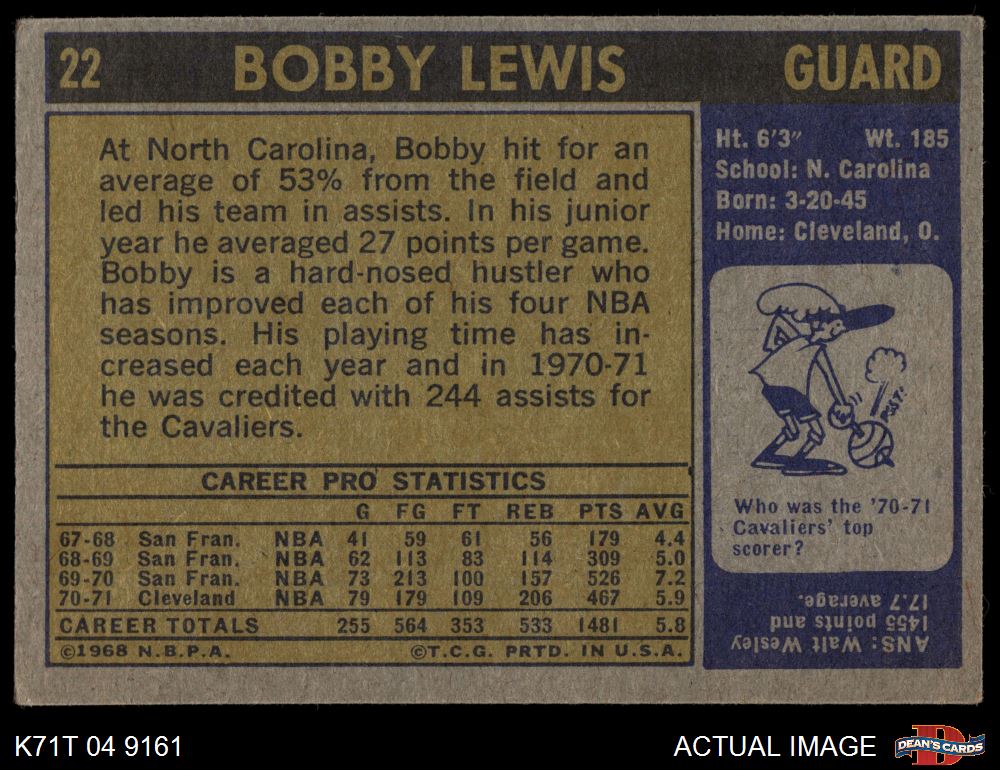 22 BOBBY LEWIS GUARD
At North Carolina, Bobby hit for an
average of 53% from the field and
led his team in assists. In his junior
year he averaged 27 points per game.
Bobby is a hard-nosed hustler who
has improved each of his four NBA
seasons. His playing time has in-
creased each year and in 1970-71
he was credited with 244 assists for
the Cavaliers.
CAREER PRO STATISTICS
G FG FT REB PTS AVG
67-68 San Fran. NBA 41 59 61 56 179 4.4
68-69 San Fran. NBA 62 113 83 114 309 5.0
69-70 San Fran. NBA 73 213 100 157 526 7.2
70-71 Cleveland NBA 79 179 109 206 467 5.9
CAREER TOTALS 255 564 353 533 1481 5.8
©1968 N.B.P.A. ©T.C.G. PRTD. IN U.S.A.
Ht. 6'3" Wt. 185
School: N. Carolina
Born: 3-20-45
Home: Cleveland, O.
PSST.
Who was the '70-71
Cavaliers' top
scorer?
ANS: Walt Wesley
1455 points and
17.7 average.
K71T 04 9161
ACTUAL IMAGE
D
DEAN'S CARDS